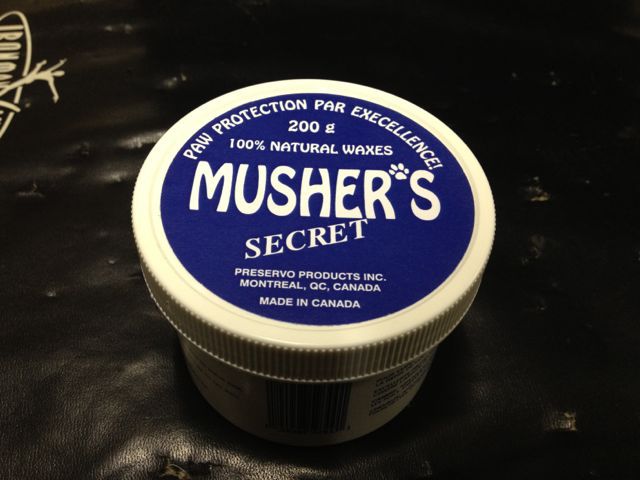 PAW PROTECTION PAR EXECELLENCE!
200 g
100% NATURAL WAXES
MUSHER'S
SECRET
PRESERVO PRODUCTS INC.
MONTREAL, QC, CANADA
MADE IN CANADA